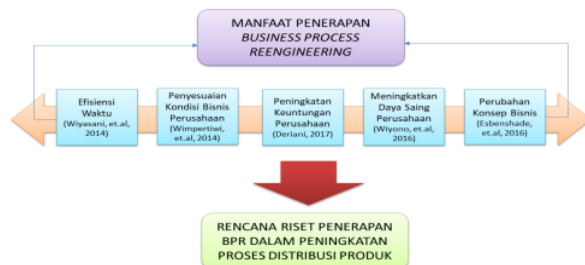 MANFAAT PENERAPAN
BUSINESS PROCESS
REENGINEERING
Efisiensi
Waktu
(Wiyasani, et.al,
2014)
Penyesuaian
Kondisi Bisnis
Perusahaan
(Wimpertiwi,
et.al, 2014)
Peningkatan
Keuntungan
Perusahaan
(Deriani, 2017)
Meningkatkan
Daya Saing
Perusahaan
(Wiyono, et.al,
2016)
Perubahan
Konsep Bisnis
(Esbenshade,
et.al, 2016)
RENCANA RISET PENERAPAN
BPR DALAM PENINGKATAN
PROSES DISTRIBUSI PRODUK